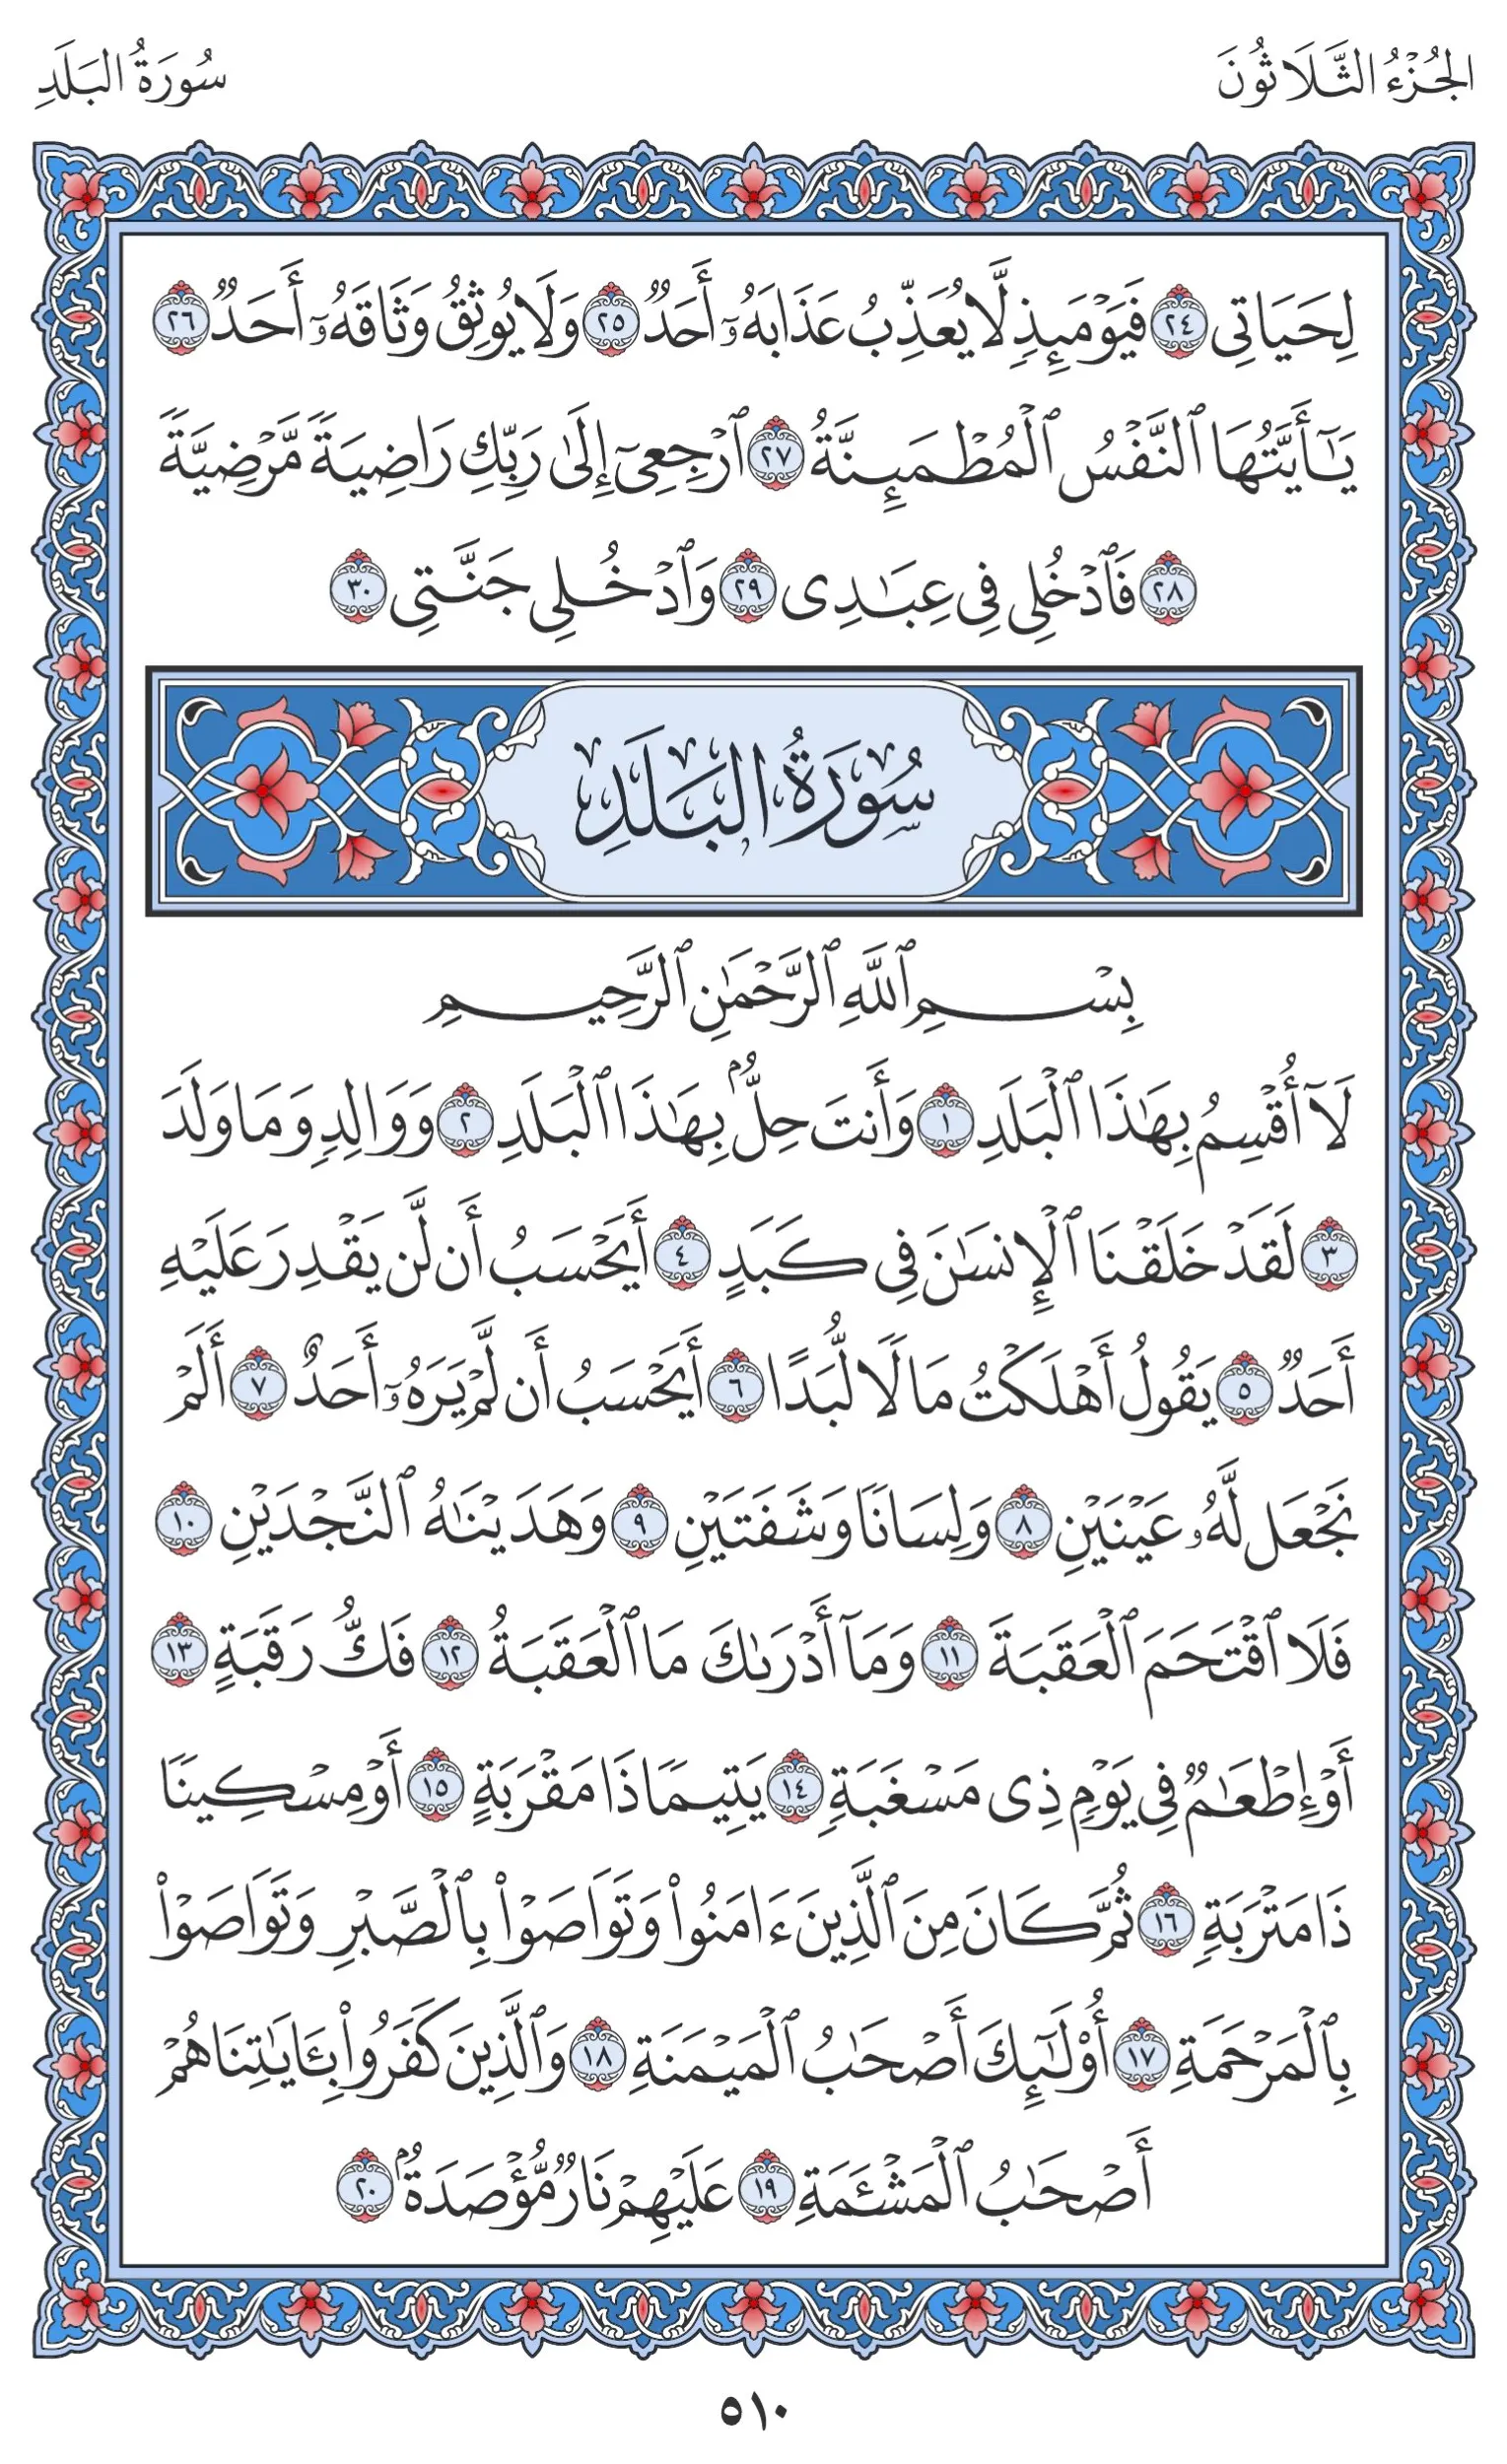 الجُزْءُ الثَّلَاثُونَ
سُورَةُ البَلَدِ
لِحَيَاتِى ٢٤ فَيَوْمَئِذٍ لَّا يُعَذِّبُ عَذَابَهُۥٓ أَحَدٌ ٢٥ وَلَا يُوثِقُ وَثَاقَهُۥٓ أَحَدٌ ٢٦
يَـٰٓأَيَّتُهَا ٱلنَّفْسُ ٱلْمُطْمَئِنَّةُ ٢٧ ٱرْجِعِىٓ إِلَىٰ رَبِّكِ رَاضِيَةً مَّرْضِيَّةً
٢٨ فَٱدْخُلِى فِى عِبَـٰدِى ٢٩ وَٱدْخُلِى جَنَّتِى ٣٠
سُورَةُ البَلَدِ
بِسْمِ ٱللَّهِ ٱلرَّحْمَـٰنِ ٱلرَّحِيمِ
لَآ أُقْسِمُ بِهَـٰذَا ٱلْبَلَدِ ١ وَأَنتَ حِلٌّۢ بِهَـٰذَا ٱلْبَلَدِ ٢ وَوَالِدٍ وَمَا وَلَدَ
٣ لَقَدْ خَلَقْنَا ٱلْإِنسَـٰنَ فِى كَبَدٍ ٤ أَيَحْسَبُ أَن لَّن يَقْدِرَ عَلَيْهِ
أَحَدٌ ٥ يَقُولُ أَهْلَكْتُ مَالًا لُّبَدًا ٦ أَيَحْسَبُ أَن لَّمْ يَرَهُۥٓ أَحَدٌ ٧ أَلَمْ
نَجْعَل لَّهُۥ عَيْنَيْنِ ٨ وَلِسَانًا وَشَفَتَيْنِ ٩ وَهَدَيْنَـٰهُ ٱلنَّجْدَيْنِ ١٠
فَلَا ٱقْتَحَمَ ٱلْعَقَبَةَ ١١ وَمَآ أَدْرَىٰكَ مَا ٱلْعَقَبَةُ ١٢ فَكُّ رَقَبَةٍ ١٣
أَوْ إِطْعَـٰمٌ فِى يَوْمٍ ذِى مَسْغَبَةٍ ١٤ يَتِيمًا ذَا مَقْرَبَةٍ ١٥ أَوْ مِسْكِينًا
ذَا مَتْرَبَةٍ ١٦ ثُمَّ كَانَ مِنَ ٱلَّذِينَ ءَامَنُوا۟ وَتَوَاصَوْا۟ بِٱلصَّبْرِ وَتَوَاصَوْا۟
بِٱلْمَرْحَمَةِ ١٧ أُو۟لَـٰٓئِكَ أَصْحَـٰبُ ٱلْمَيْمَنَةِ ١٨ وَٱلَّذِينَ كَفَرُوا۟ بِـَٔايَـٰتِنَا هُمْ
أَصْحَـٰبُ ٱلْمَشْـَٔمَةِ ١٩ عَلَيْهِمْ نَارٌ مُّؤْصَدَةٌۢ ٢٠
٥١٠